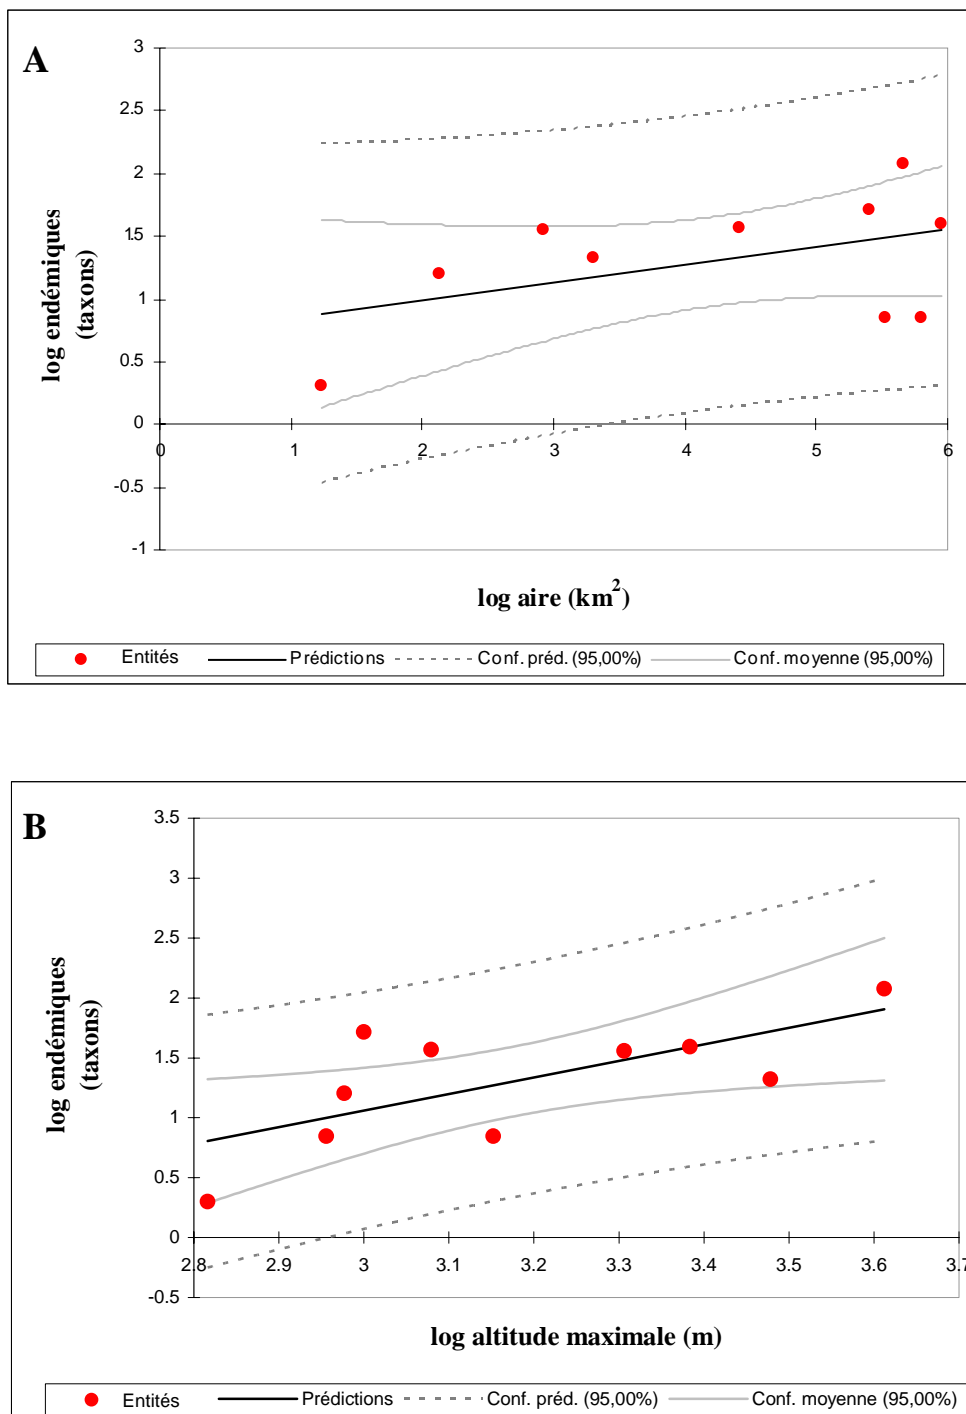 A
3
2.5
2
1.5
1
0.5
0
-0.5
-1
0 1 2 3 4 5 6
log endémiques
(taxons)
log aire (km²)
Entités Prédictions Conf. préd. (95,00%) Conf. moyenne (95,00%)
B
3.5
3
2.5
2
1.5
1
0.5
0
-0.5
2.8 2.9 3 3.1 3.2 3.3 3.4 3.5 3.6 3.7
log endémiques
(taxons)
log altitude maximale (m)
Entités Prédictions Conf. préd. (95,00%) Conf. moyenne (95,00%)